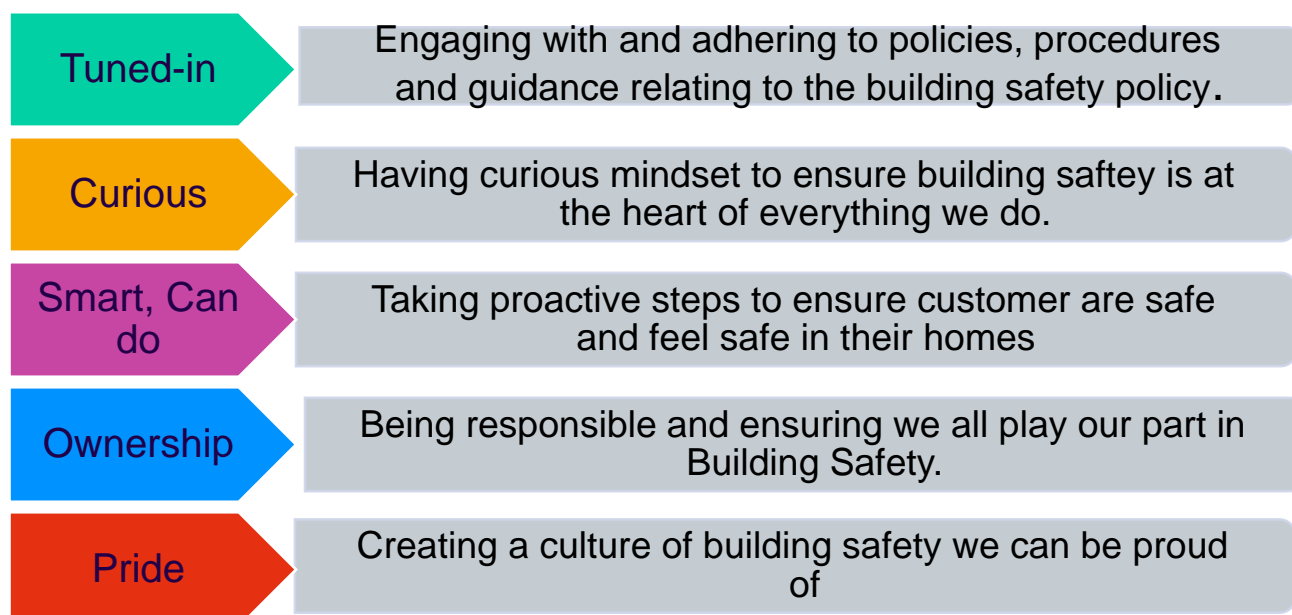 Tuned-in
Engaging with and adhering to policies, procedures
and guidance relating to the building safety policy.
Curious
Having curious mindset to ensure building saftey is at
the heart of everything we do.
Smart, Can
do
Taking proactive steps to ensure customer are safe
and feel safe in their homes
Ownership
Being responsible and ensuring we all play our part in
Building Safety.
Pride
Creating a culture of building safety we can be proud
of